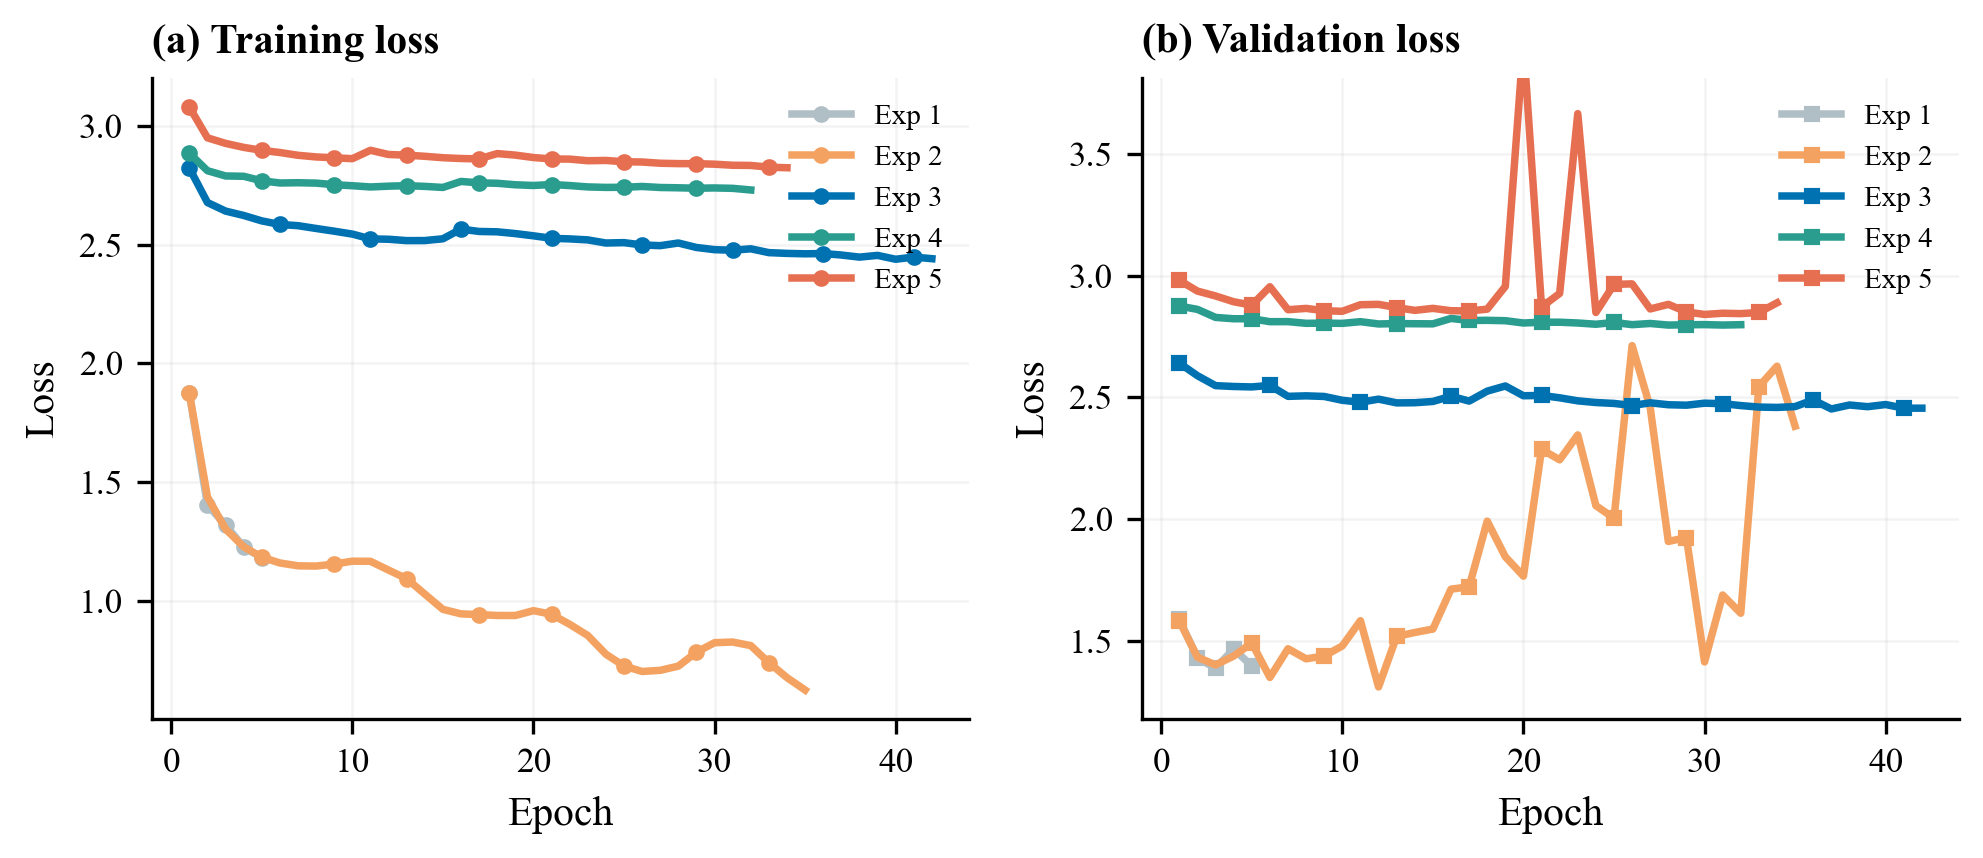 (a) Training loss
3.0
2.5
2.0
1.5
1.0
Loss
0 10 20 30 40
Epoch
Exp 1
Exp 2
Exp 3
Exp 4
Exp 5
(b) Validation loss
3.5
3.0
2.5
2.0
1.5
Loss
0 10 20 30 40
Epoch
Exp 1
Exp 2
Exp 3
Exp 4
Exp 5